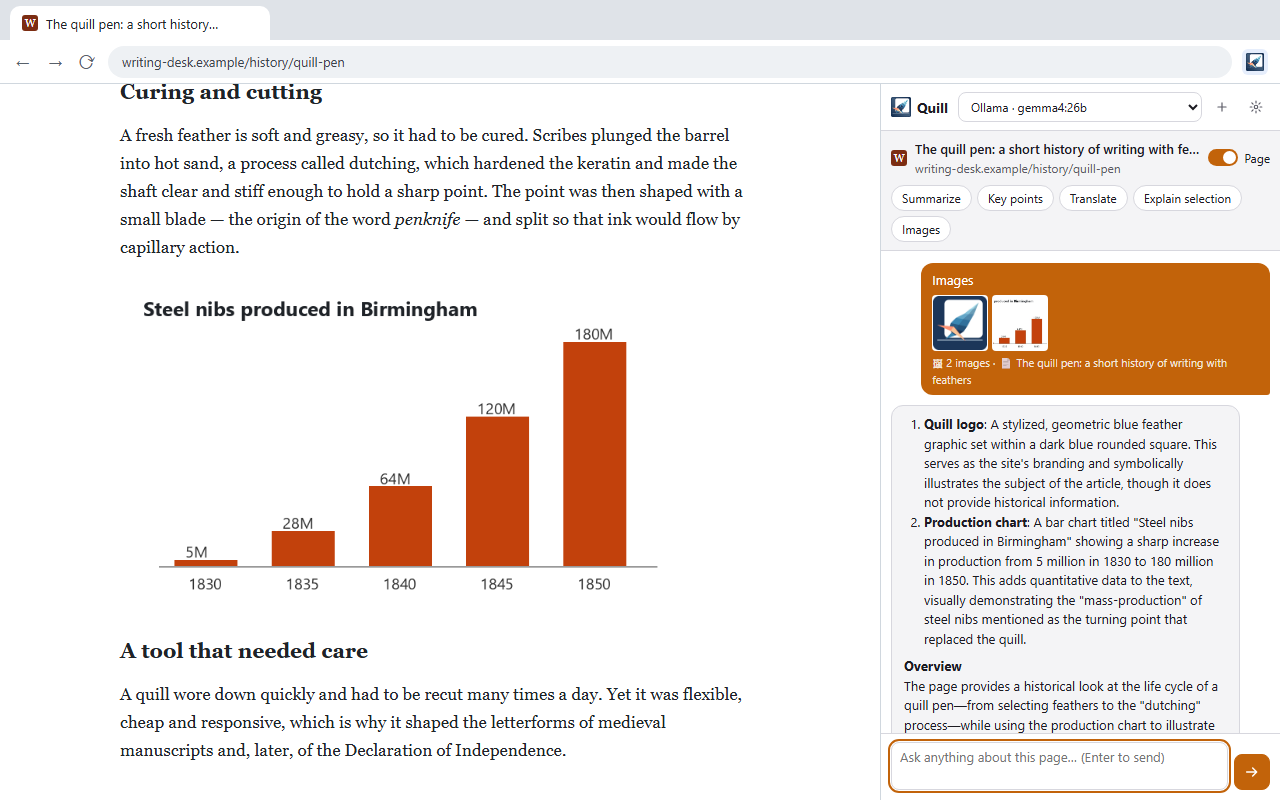 The quill pen: a short history...
writing-desk.example/history/quill-pen
Curing and cutting
A fresh feather is soft and greasy, so it had to be cured. Scribes plunged the barrel
into hot sand, a process called dutching, which hardened the keratin and made the
shaft clear and stiff enough to hold a sharp point. The point was then shaped with a
small blade — the origin of the word penknife — and split so that ink would flow by
capillary action.
Steel nibs produced in Birmingham
5M
28M
64M
120M
180M
1830
1835
1840
1845
1850
A tool that needed care
A quill wore down quickly and had to be recut many times a day. Yet it was flexible,
cheap and responsive, which is why it shaped the letterforms of medieval
manuscripts and, later, of the Declaration of Independence.
Quill
Ollama · gemma4:26b
W
The quill pen: a short history of writing with fe...
writing-desk.example/history/quill-pen
Page
Summarize
Key points
Translate
Explain selection
Images
Images
2 images · The quill pen: a short history of writing with
feathers
1. Quill logo: A stylized, geometric blue feather
graphic set within a dark blue rounded square. This
serves as the site's branding and symbolically
illustrates the subject of the article, though it does
not provide historical information.
2. Production chart: A bar chart titled "Steel nibs
produced in Birmingham" showing a sharp increase
in production from 5 million in 1830 to 180 million
in 1850. This adds quantitative data to the text,
visually demonstrating the "mass-production" of
steel nibs mentioned as the turning point that
replaced the quill.
Overview
The page provides a historical look at the life cycle of a
quill pen—from selecting feathers to the "dutching"
process—while using the production chart to illustrate
Ask anything about this page... (Enter to send)